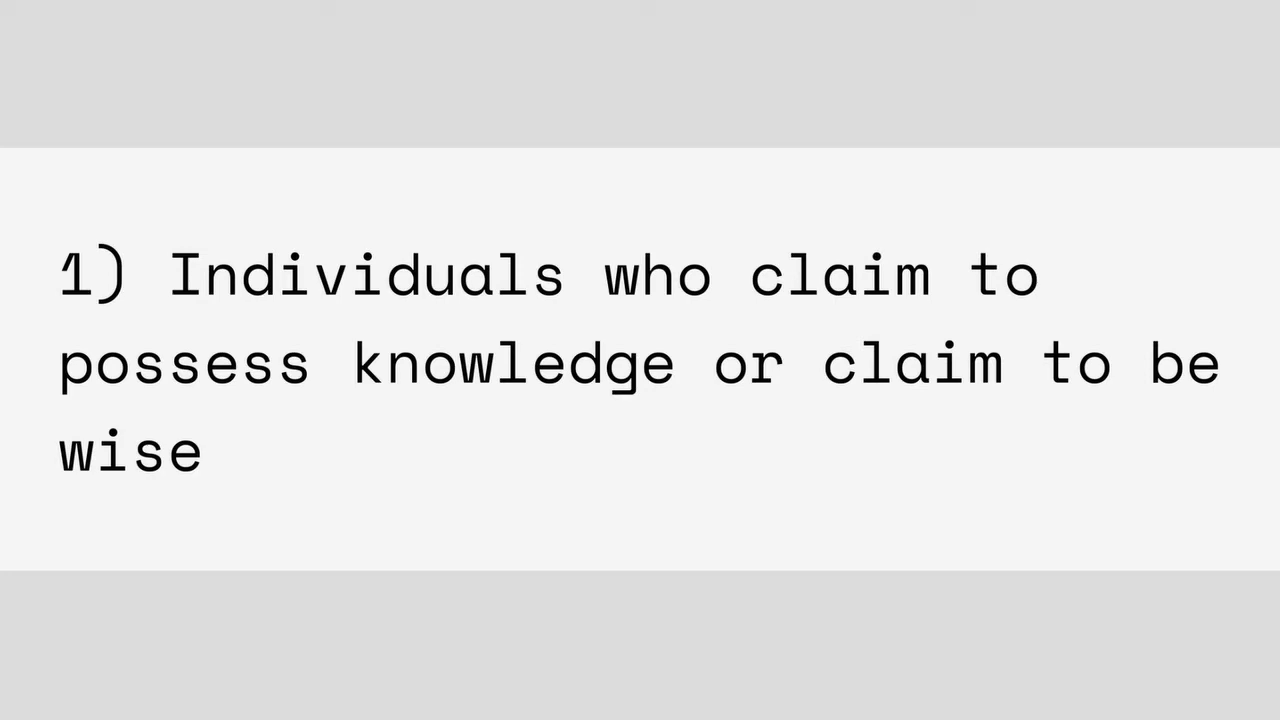 1) Individuals who claim to
possess knowledge or claim to be
wise